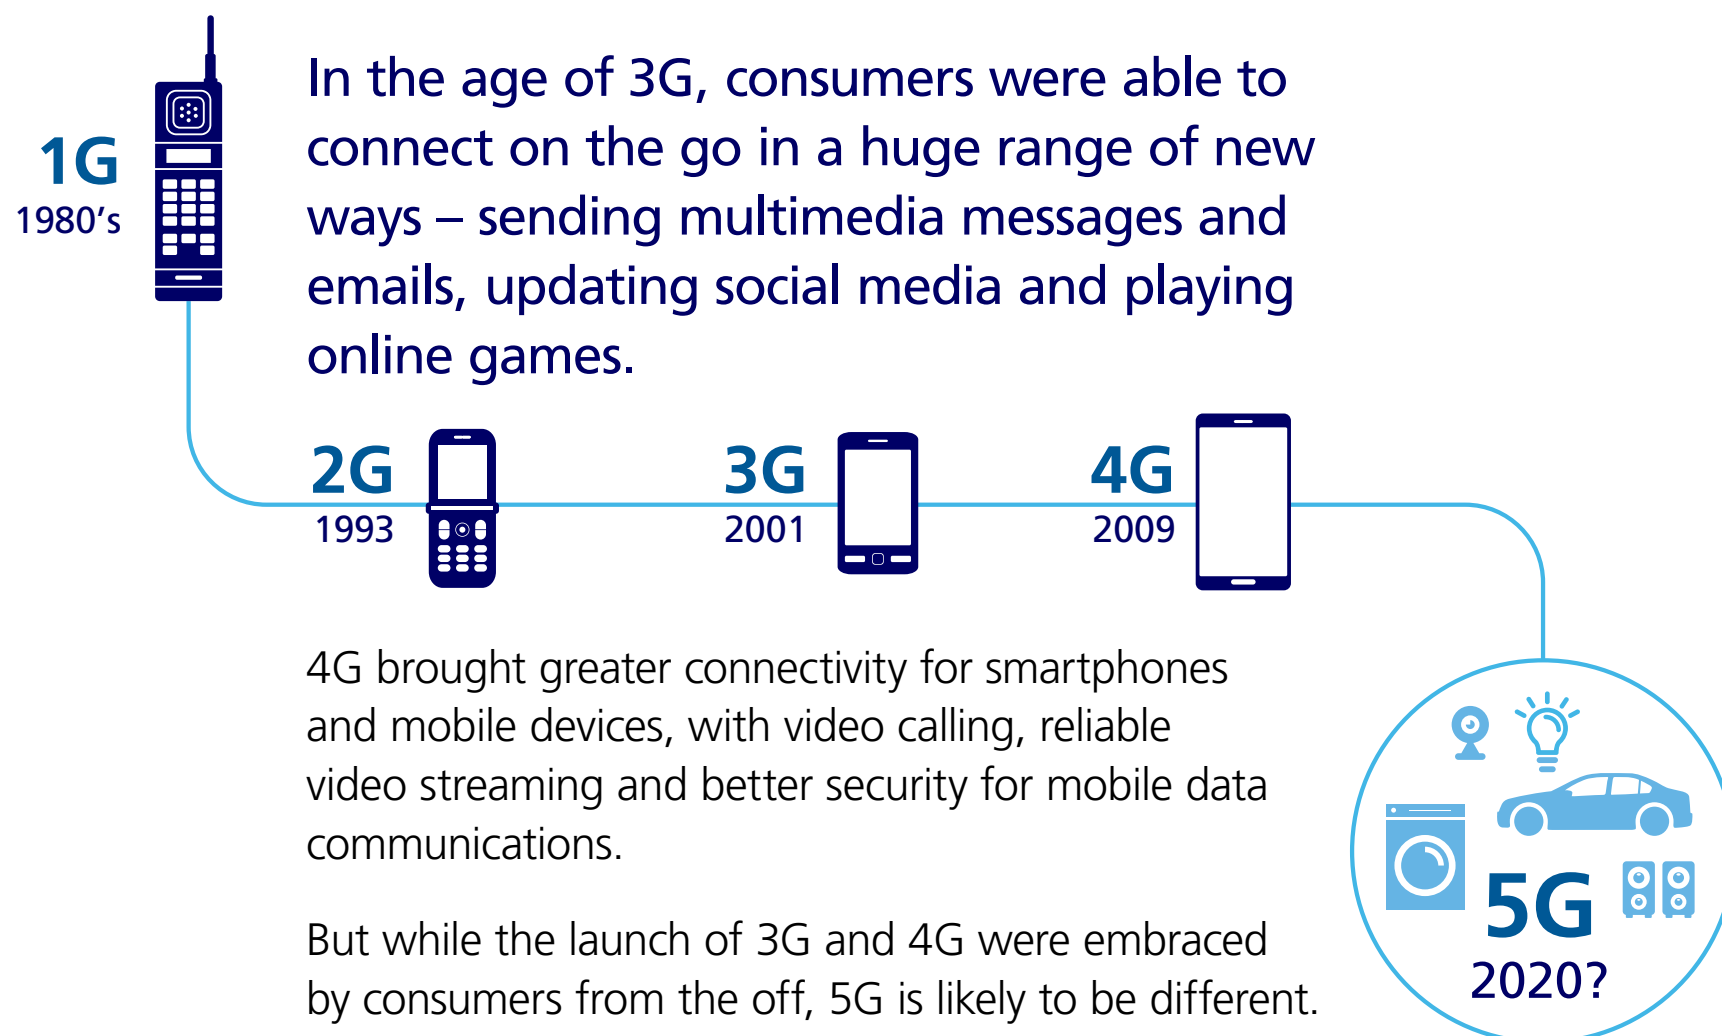 1G
1980’s
In the age of 3G, consumers were able to
connect on the go in a huge range of new
ways – sending multimedia messages and
emails, updating social media and playing
online games.
2G
1993
3G
2001
4G
2009
4G brought greater connectivity for smartphones
and mobile devices, with video calling, reliable
video streaming and better security for mobile data
communications.
But while the launch of 3G and 4G were embraced
by consumers from the off, 5G is likely to be different.
5G
2020?